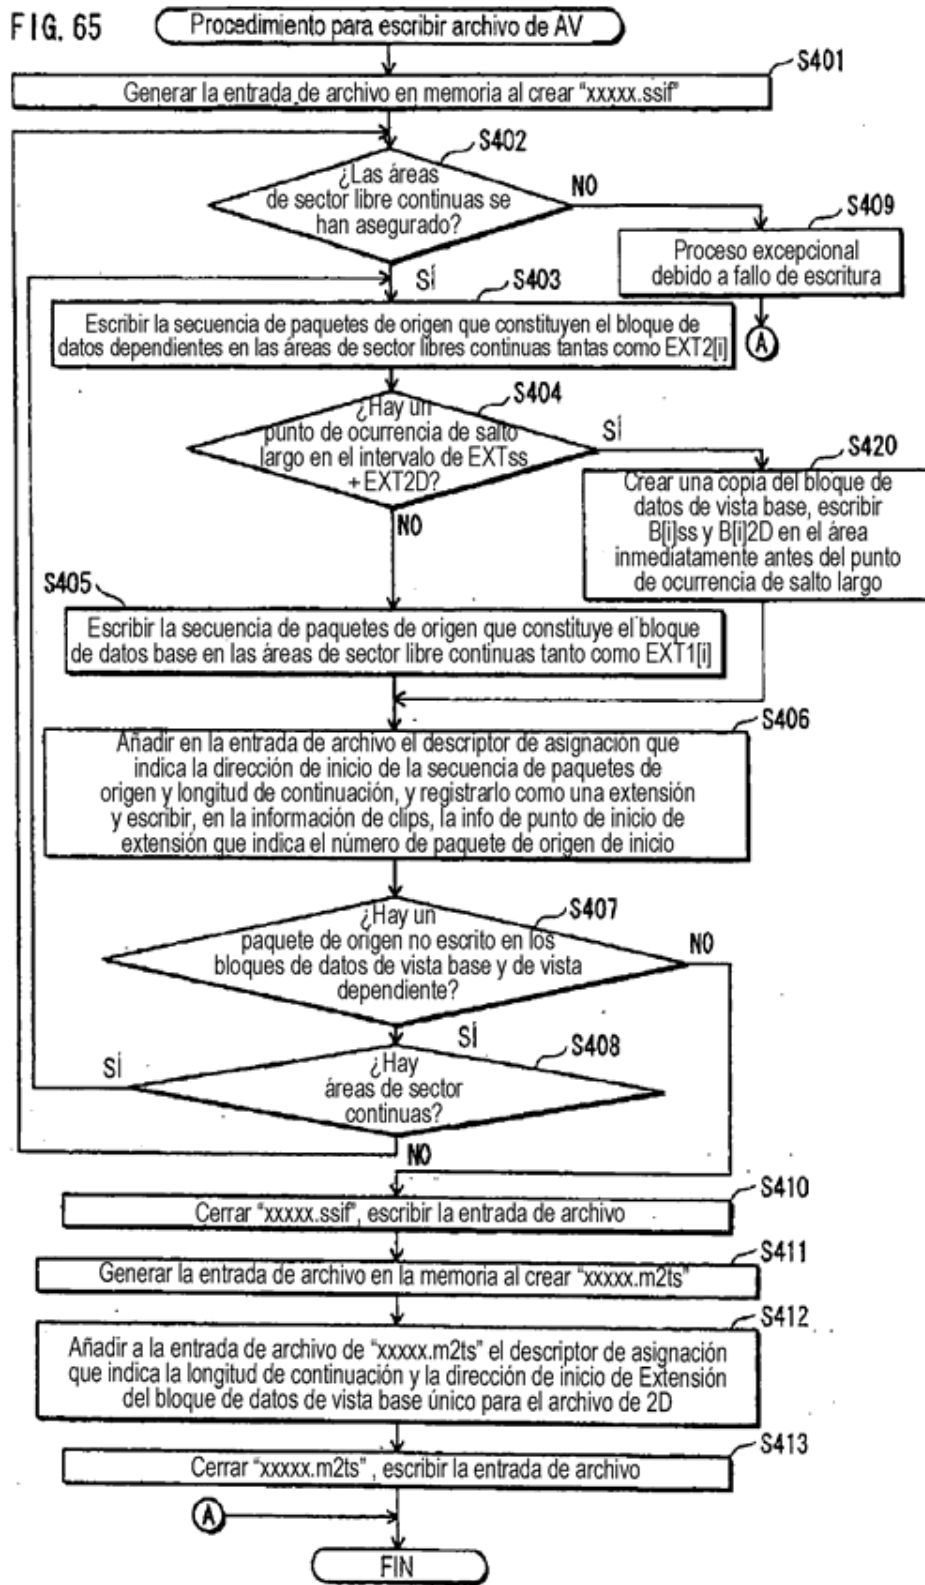 FIG. 65
Procedimiento para escribir archivo de AV
S401
Generar la entrada de archivo en memoria al crear “xxxxx.ssif”
S402
¿Las áreas
de sector libre continuas se
han asegurado?
NO
S409
Proceso excepcional
debido a fallo de escritura
A
SÍ
S403
Escribir la secuencia de paquetes de origen que constituyen el bloque de
datos dependientes en las áreas de sector libres continuas tantas como EXT2[i]
S404
¿Hay un
punto de ocurrencia de salto
largo en el intervalo de EXTss
+ EXT2D?
SÍ
S420
Crear una copia del bloque de
datos de vista base, escribir
B[i]ss y B[i]2D en el área
inmediatamente antes del punto
de ocurrencia de salto largo
NO
S405
Escribir la secuencia de paquetes de origen que constituye el bloque
de datos base en las áreas de sector libre continuas tanto como EXT1[i]
S406
Añadir en la entrada de archivo el descriptor de asignación que
indica la dirección de inicio de la secuencia de paquetes de
origen y longitud de continuación, y registrarlo como una extensión
y escribir, en la información de clips, la info de punto de inicio de
extensión que indica el número de paquete de origen de inicio
S407
¿Hay un
paquete de origen no escrito en los
bloques de datos de vista base y de vista
dependiente?
NO
SÍ
S408
¿Hay
áreas de sector
continuas?
SÍ
NO
S410
Cerrar “xxxxx.ssif”, escribir la entrada de archivo
S411
Generar la entrada de archivo en la memoria al crear “xxxxx.m2ts”
S412
Añadir a la entrada de archivo de “xxxxx.m2ts” el descriptor de asignación
que indica la longitud de continuación y la dirección de inicio de Extensión
del bloque de datos de vista base único para el archivo de 2D
S413
Cerrar “xxxxx.m2ts” , escribir la entrada de archivo
A
FIN